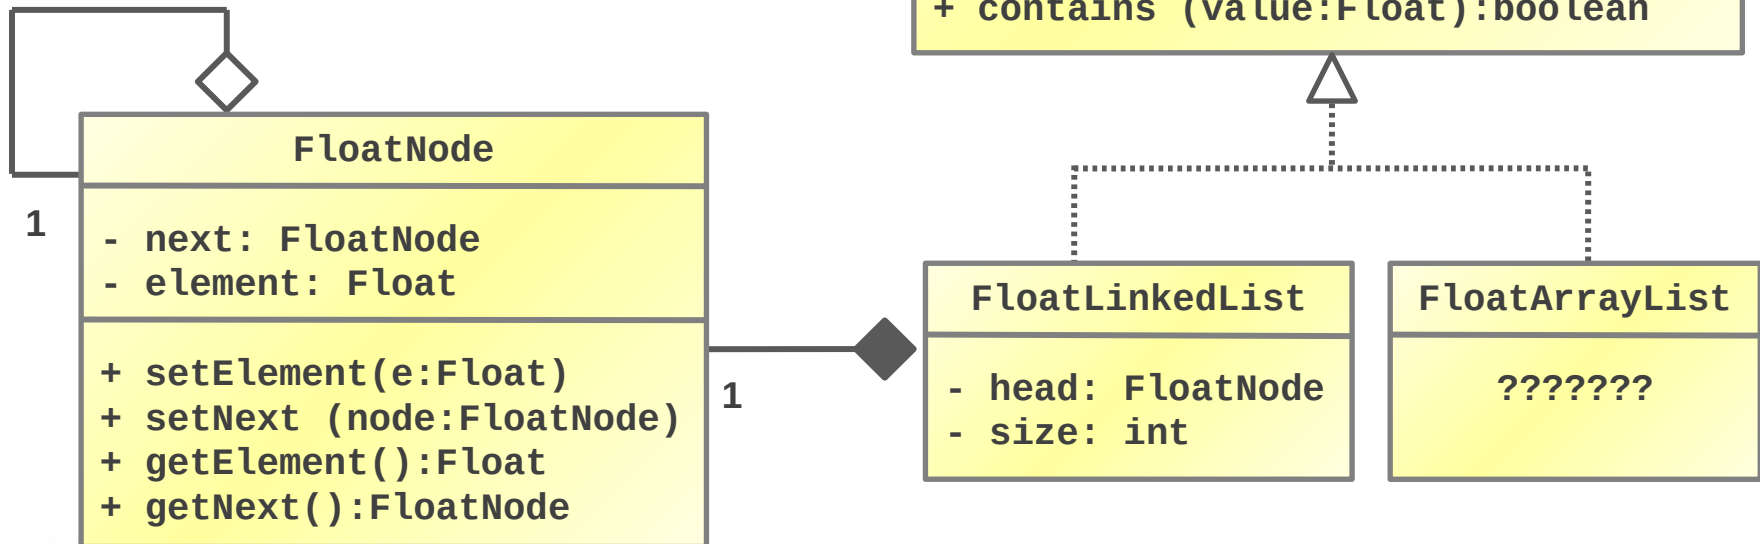 + contains (value:Float):boolean
FloatNode
1
- next: FloatNode
- element: Float
+ setElement(e:Float)
+ setNext (node:FloatNode)
+ getElement():Float
+ getNext():FloatNode
1
FloatLinkedList
- head: FloatNode
- size: int
FloatArrayList
???????